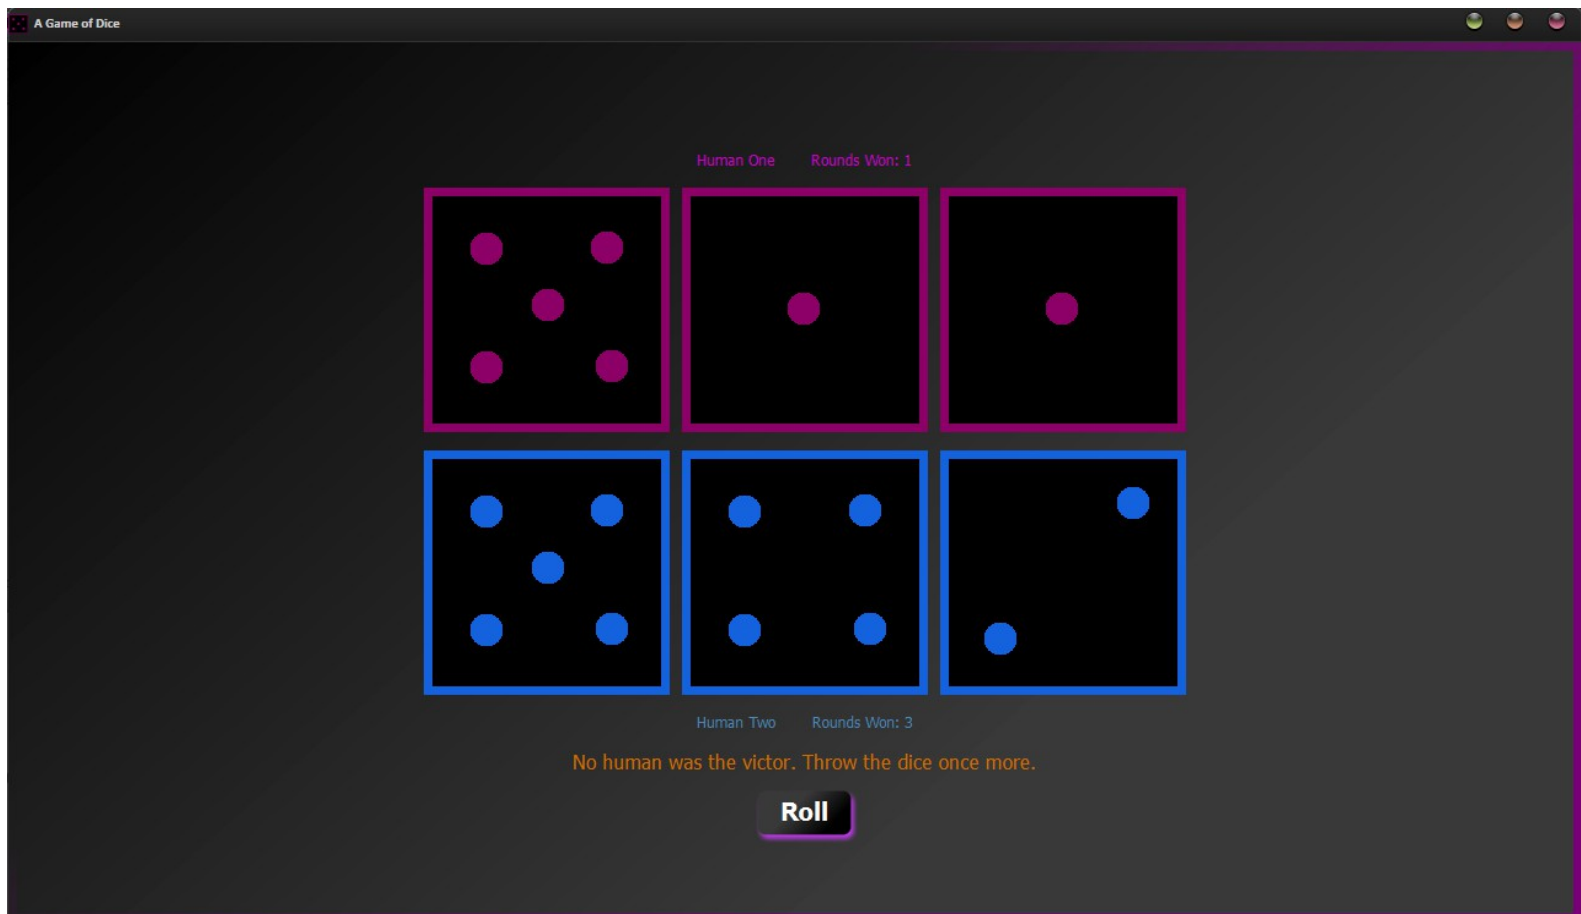 A Game of Dice
Human One Rounds Won: 1
Human Two Rounds Won: 3
No human was the victor. Throw the dice once more.
Roll